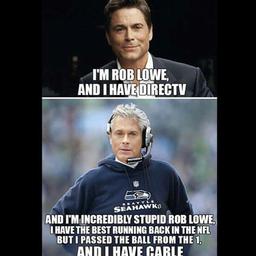 I'M ROB LOWE,
AND I HAVE DIRECTV
SEATTLE
SEAHAWKS
AND I'M INCREDIBLY STUPID ROB LOWE,
I HAVE THE BEST RUNNING BACK IN THE NFL
BUT I PASSED THE BALL FROM THE 1,
AND I HAVE CABLE